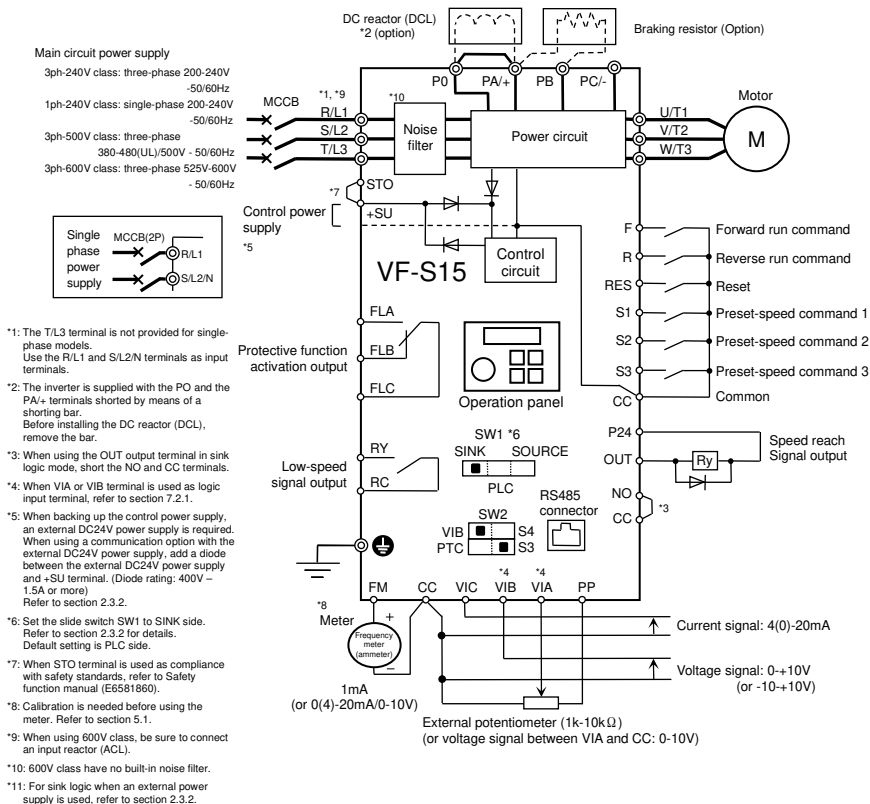 DC reactor (DCL)
*2 (option)
Braking resistor (Option)
Main circuit power supply
3ph-240V class: three-phase 200-240V
-50/60Hz
1ph-240V class: single-phase 200-240V
-50/60Hz
3ph-500V class: three-phase
380-480(UL)/500V - 50/60Hz
3ph-600V class: three-phase 525V-600V
- 50/60Hz
MCCB
*1, *9
R/L1
S/L2
T/L3
P0
PA/+
PB
PC/-
*10
Noise
filter
Power circuit
U/T1
V/T2
W/T3
Motor
M
*7
STO
+SU
Control power
supply
*5
Control
circuit
VF-S15
Single
phase
power
supply
MCCB(2P)
R/L1
S/L2/N
F
Forward run command
R
Reverse run command
RES
Reset
S1
Preset-speed command 1
S2
Preset-speed command 2
S3
Preset-speed command 3
CC
Common
FLA
FLB
FLC
Protective function
activation output
Operation panel
P24
OUT
Ry
Speed reach
Signal output
NO
CC
*3
SW1 *6
SINK
SOURCE
PLC
RY
RC
Low-speed
signal output
SW2
VIB
S4
PTC
S3
RS485
connector
FM
CC
VIC
*4
VIB
*4
VIA
PP
*8
Meter
+
Frequency
meter
(ammeter)
−
1mA
(or 0(4)-20mA/0-10V)
Current signal: 4(0)-20mA
Voltage signal: 0-+10V
(or -10-+10V)
External potentiometer (1k-10kΩ)
(or voltage signal between VIA and CC: 0-10V)
*1: The T/L3 terminal is not provided for single-
phase models.
Use the R/L1 and S/L2/N terminals as input
terminals.
*2: The inverter is supplied with the PO and the
PA/+ terminals shorted by means of a
shorting bar.
Before installing the DC reactor (DCL),
remove the bar.
*3: When using the OUT output terminal in sink
logic mode, short the NO and CC terminals.
*4: When VIA or VIB terminal is used as logic
input terminal, refer to section 7.2.1.
*5: When backing up the control power supply,
an external DC24V power supply is required.
When using a communication option with the
external DC24V power supply, add a diode
between the external DC24V power supply
and +SU terminal. (Diode rating: 400V –
1.5A or more)
Refer to section 2.3.2.
*6: Set the slide switch SW1 to SINK side.
Refer to section 2.3.2 for details.
Default setting is PLC side.
*7: When STO terminal is used as compliance
with safety standards, refer to Safety
function manual (E6581860).
*8: Calibration is needed before using the
meter. Refer to section 5.1.
*9: When using 600V class, be sure to connect
an input reactor (ACL).
*10: 600V class have no built-in noise filter.
*11: For sink logic when an external power
supply is used, refer to section 2.3.2.